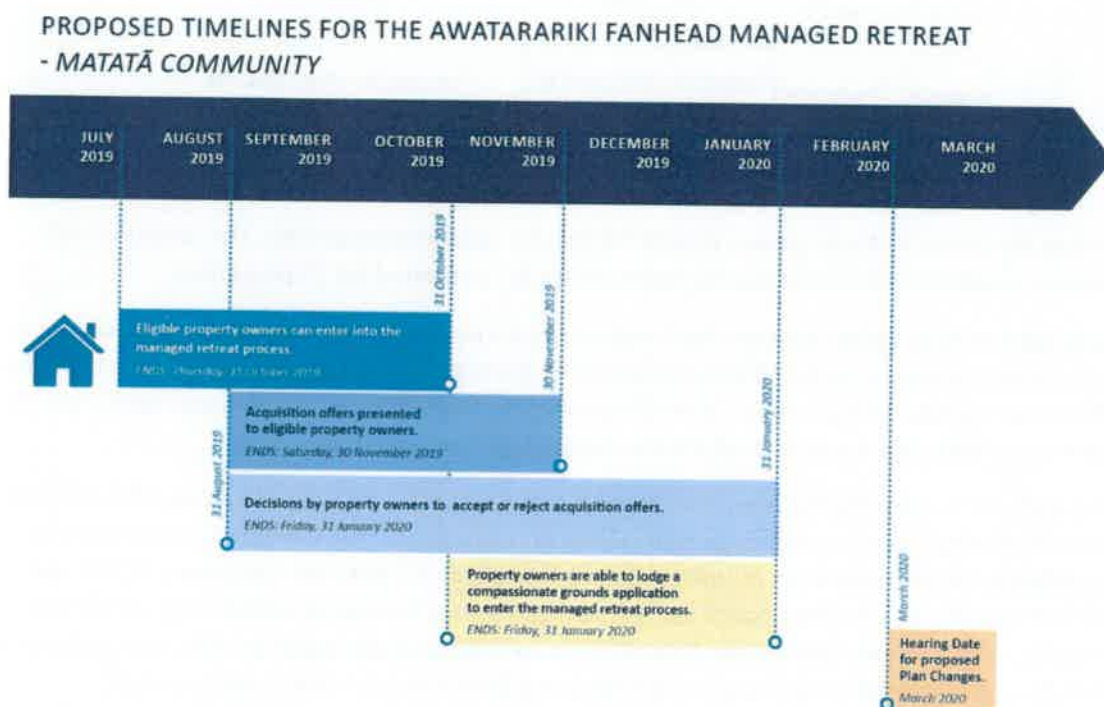 PROPOSED TIMELINES FOR THE AWATARARIKI FANHEAD MANAGED RETREAT
- MATATĀ COMMUNITY
JULY
2019
AUGUST
2019
SEPTEMBER
2019
OCTOBER
2019
NOVEMBER
2019
DECEMBER
2019
JANUARY
2020
FEBRUARY
2020
MARCH
2020
31 October 2019
Eligible property owners can enter into the
managed retreat process.
ENDS: Thursday, 31 October 2019
30 November 2019
Acquisition offers presented
to eligible property owners.
ENDS: Saturday, 30 November 2019
31 August 2019
31 January 2020
Decisions by property owners to accept or reject acquisition offers.
ENDS: Friday, 31 January 2020
Property owners are able to lodge a
compassionate grounds application
to enter the managed retreat process.
ENDS: Friday, 31 January 2020
March 2020
Hearing Date
for proposed
Plan Changes.
March 2020